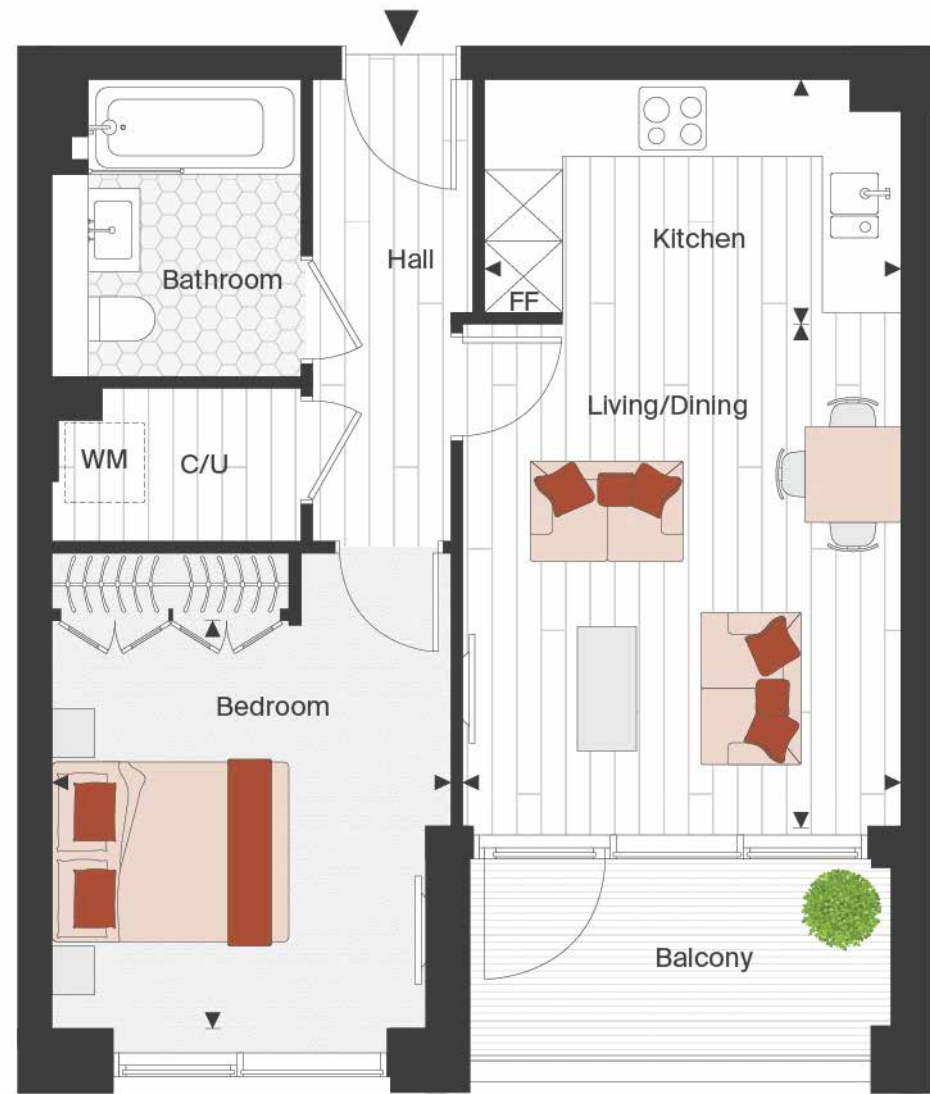 Hall
Kitchen
Bathroom
FF
Living/Dining
WM
C/U
Bedroom
Balcony